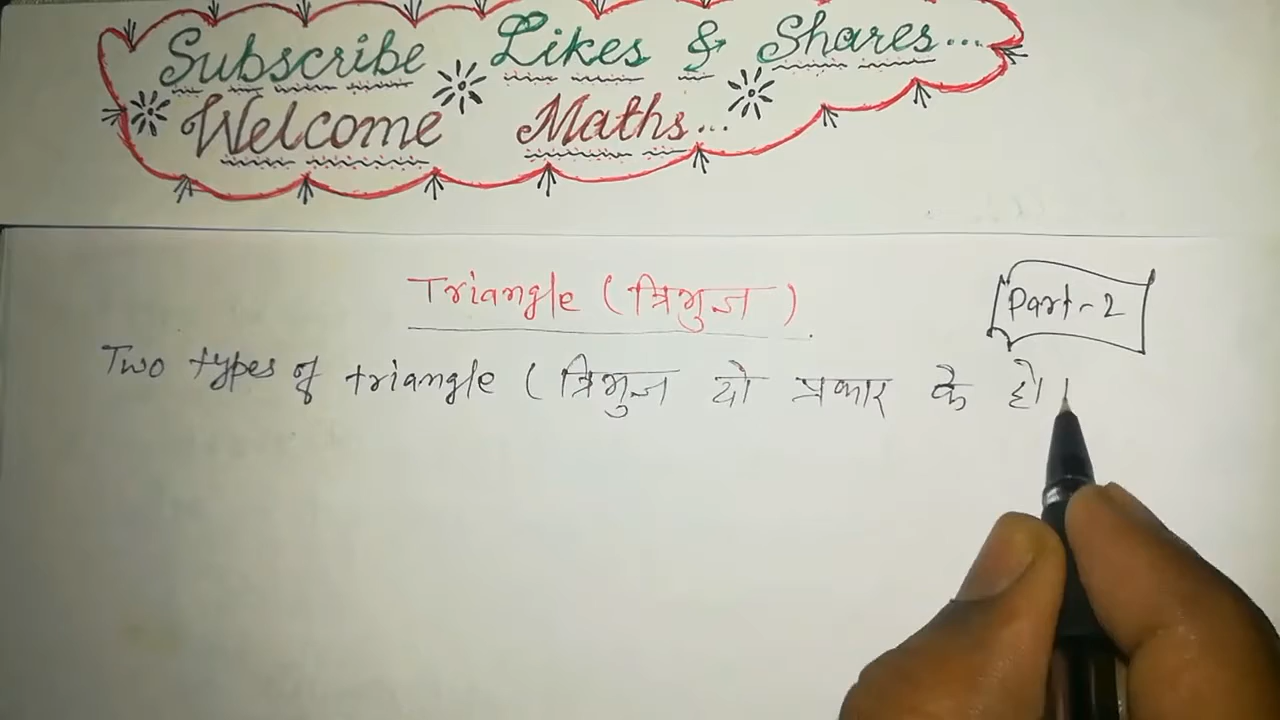 Subscribe Likes & Shares...
Welcome Maths...
Triangle (त्रिभुज)
Part-2
Two types of triangle (त्रिभुज दो प्रकार के हो